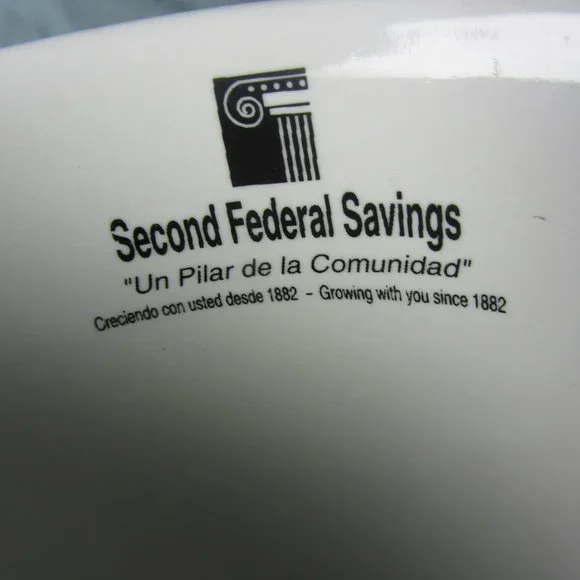 Second Federal Savings
"Un Pilar de la Comunidad"
Creciendo con usted desde 1882 - Growing with you since 1882